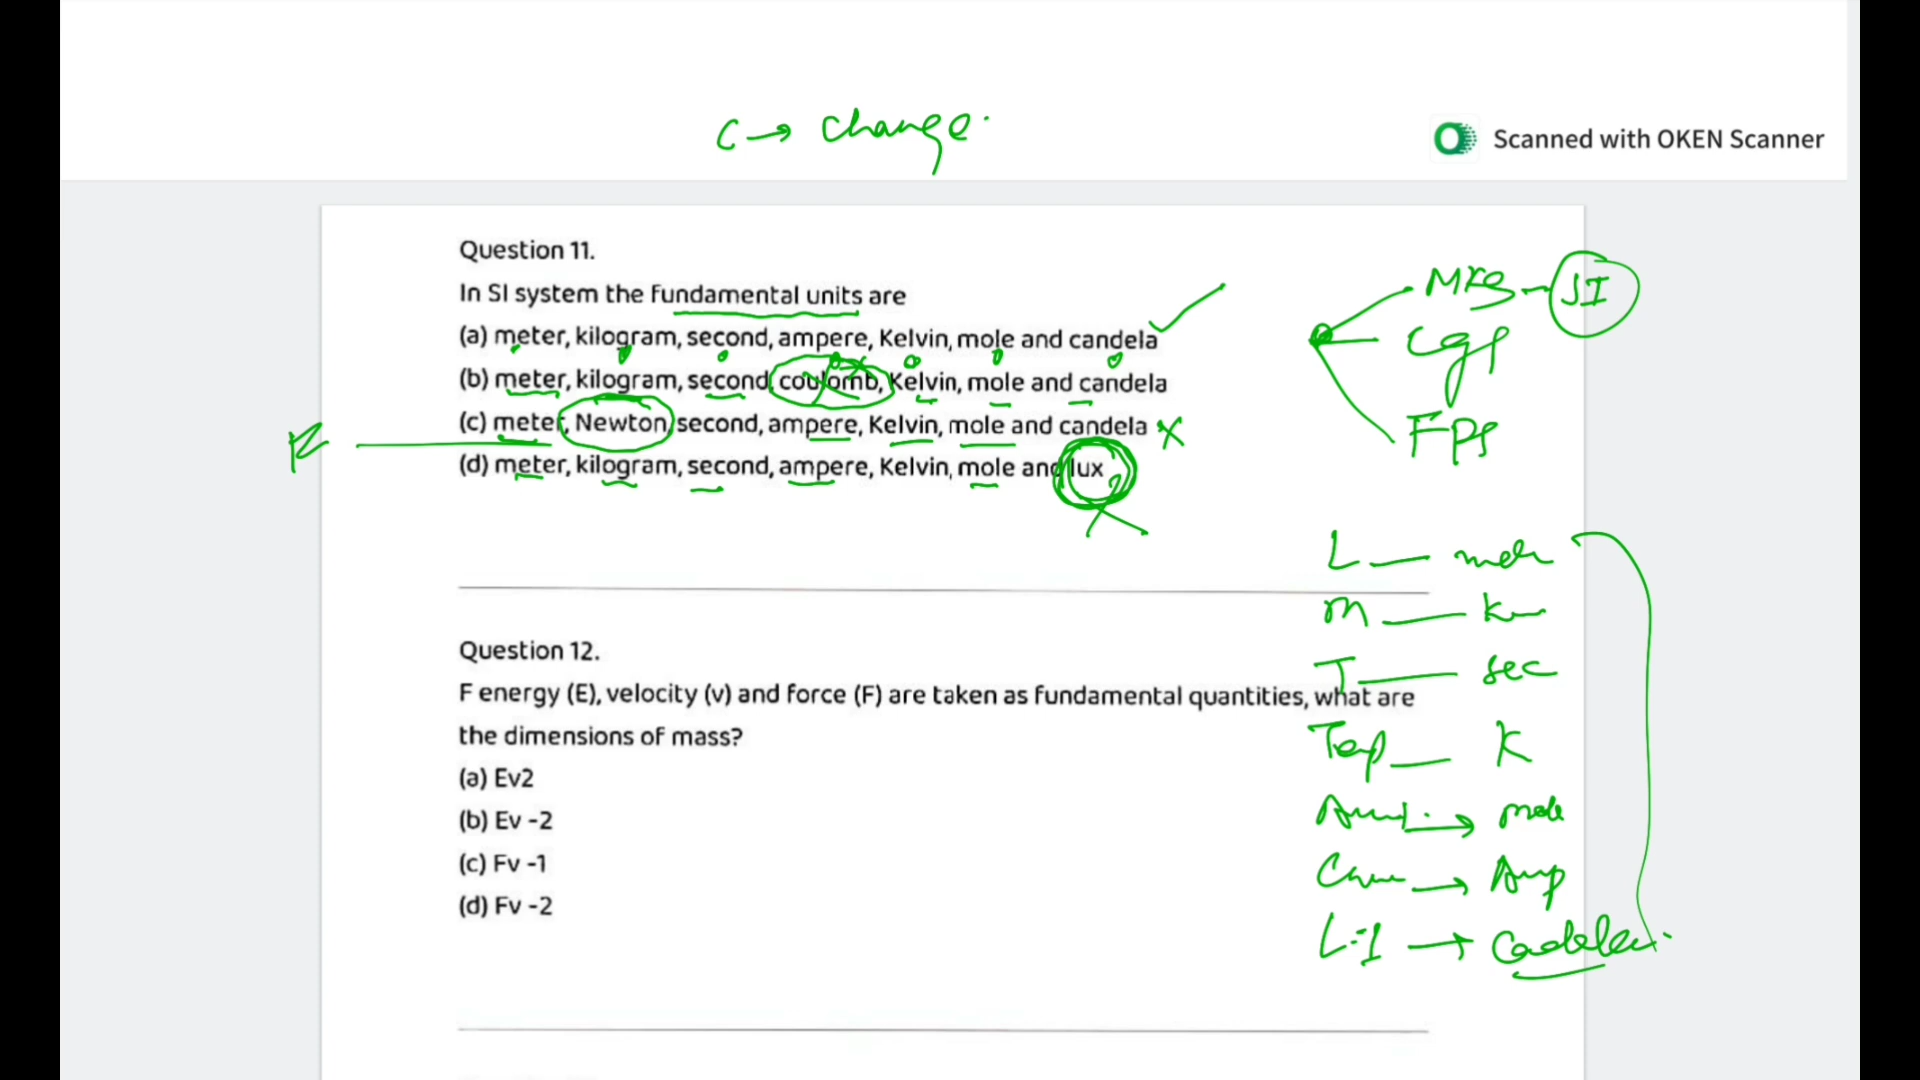 C → change.
Scanned with OKEN Scanner
Question 11.
In SI system the fundamental units are
(a) meter, kilogram, second, ampere, Kelvin, mole and candela
(b) meter, kilogram, second, coulomb, Kelvin, mole and candela
(c) meter, Newton, second, ampere, Kelvin, mole and candela
(d) meter, kilogram, second, ampere, Kelvin, mole and lux
MKS - SI
cgs
FPS
L —
M —
T — sec
Temp — K
→ mole
→ Amp
L.I → 
Question 12.
F energy (E), velocity (v) and force (F) are taken as fundamental quantities, what are
the dimensions of mass?
(a) Ev2
(b) Ev -2
(c) Fv -1
(d) Fv -2